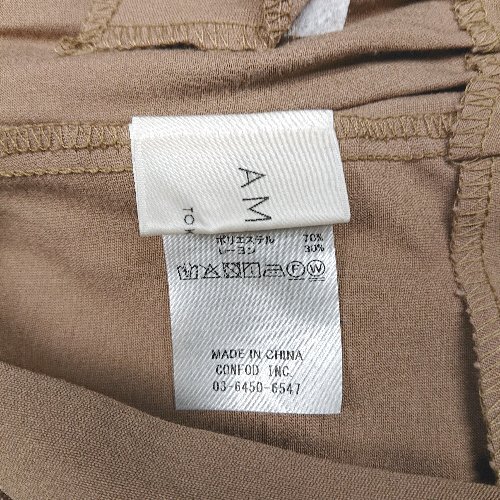 AM
TO
ポリエステル 70%
レーヨン 30%
MADE IN CHINA
CONFOD INC.
03-6450-6547